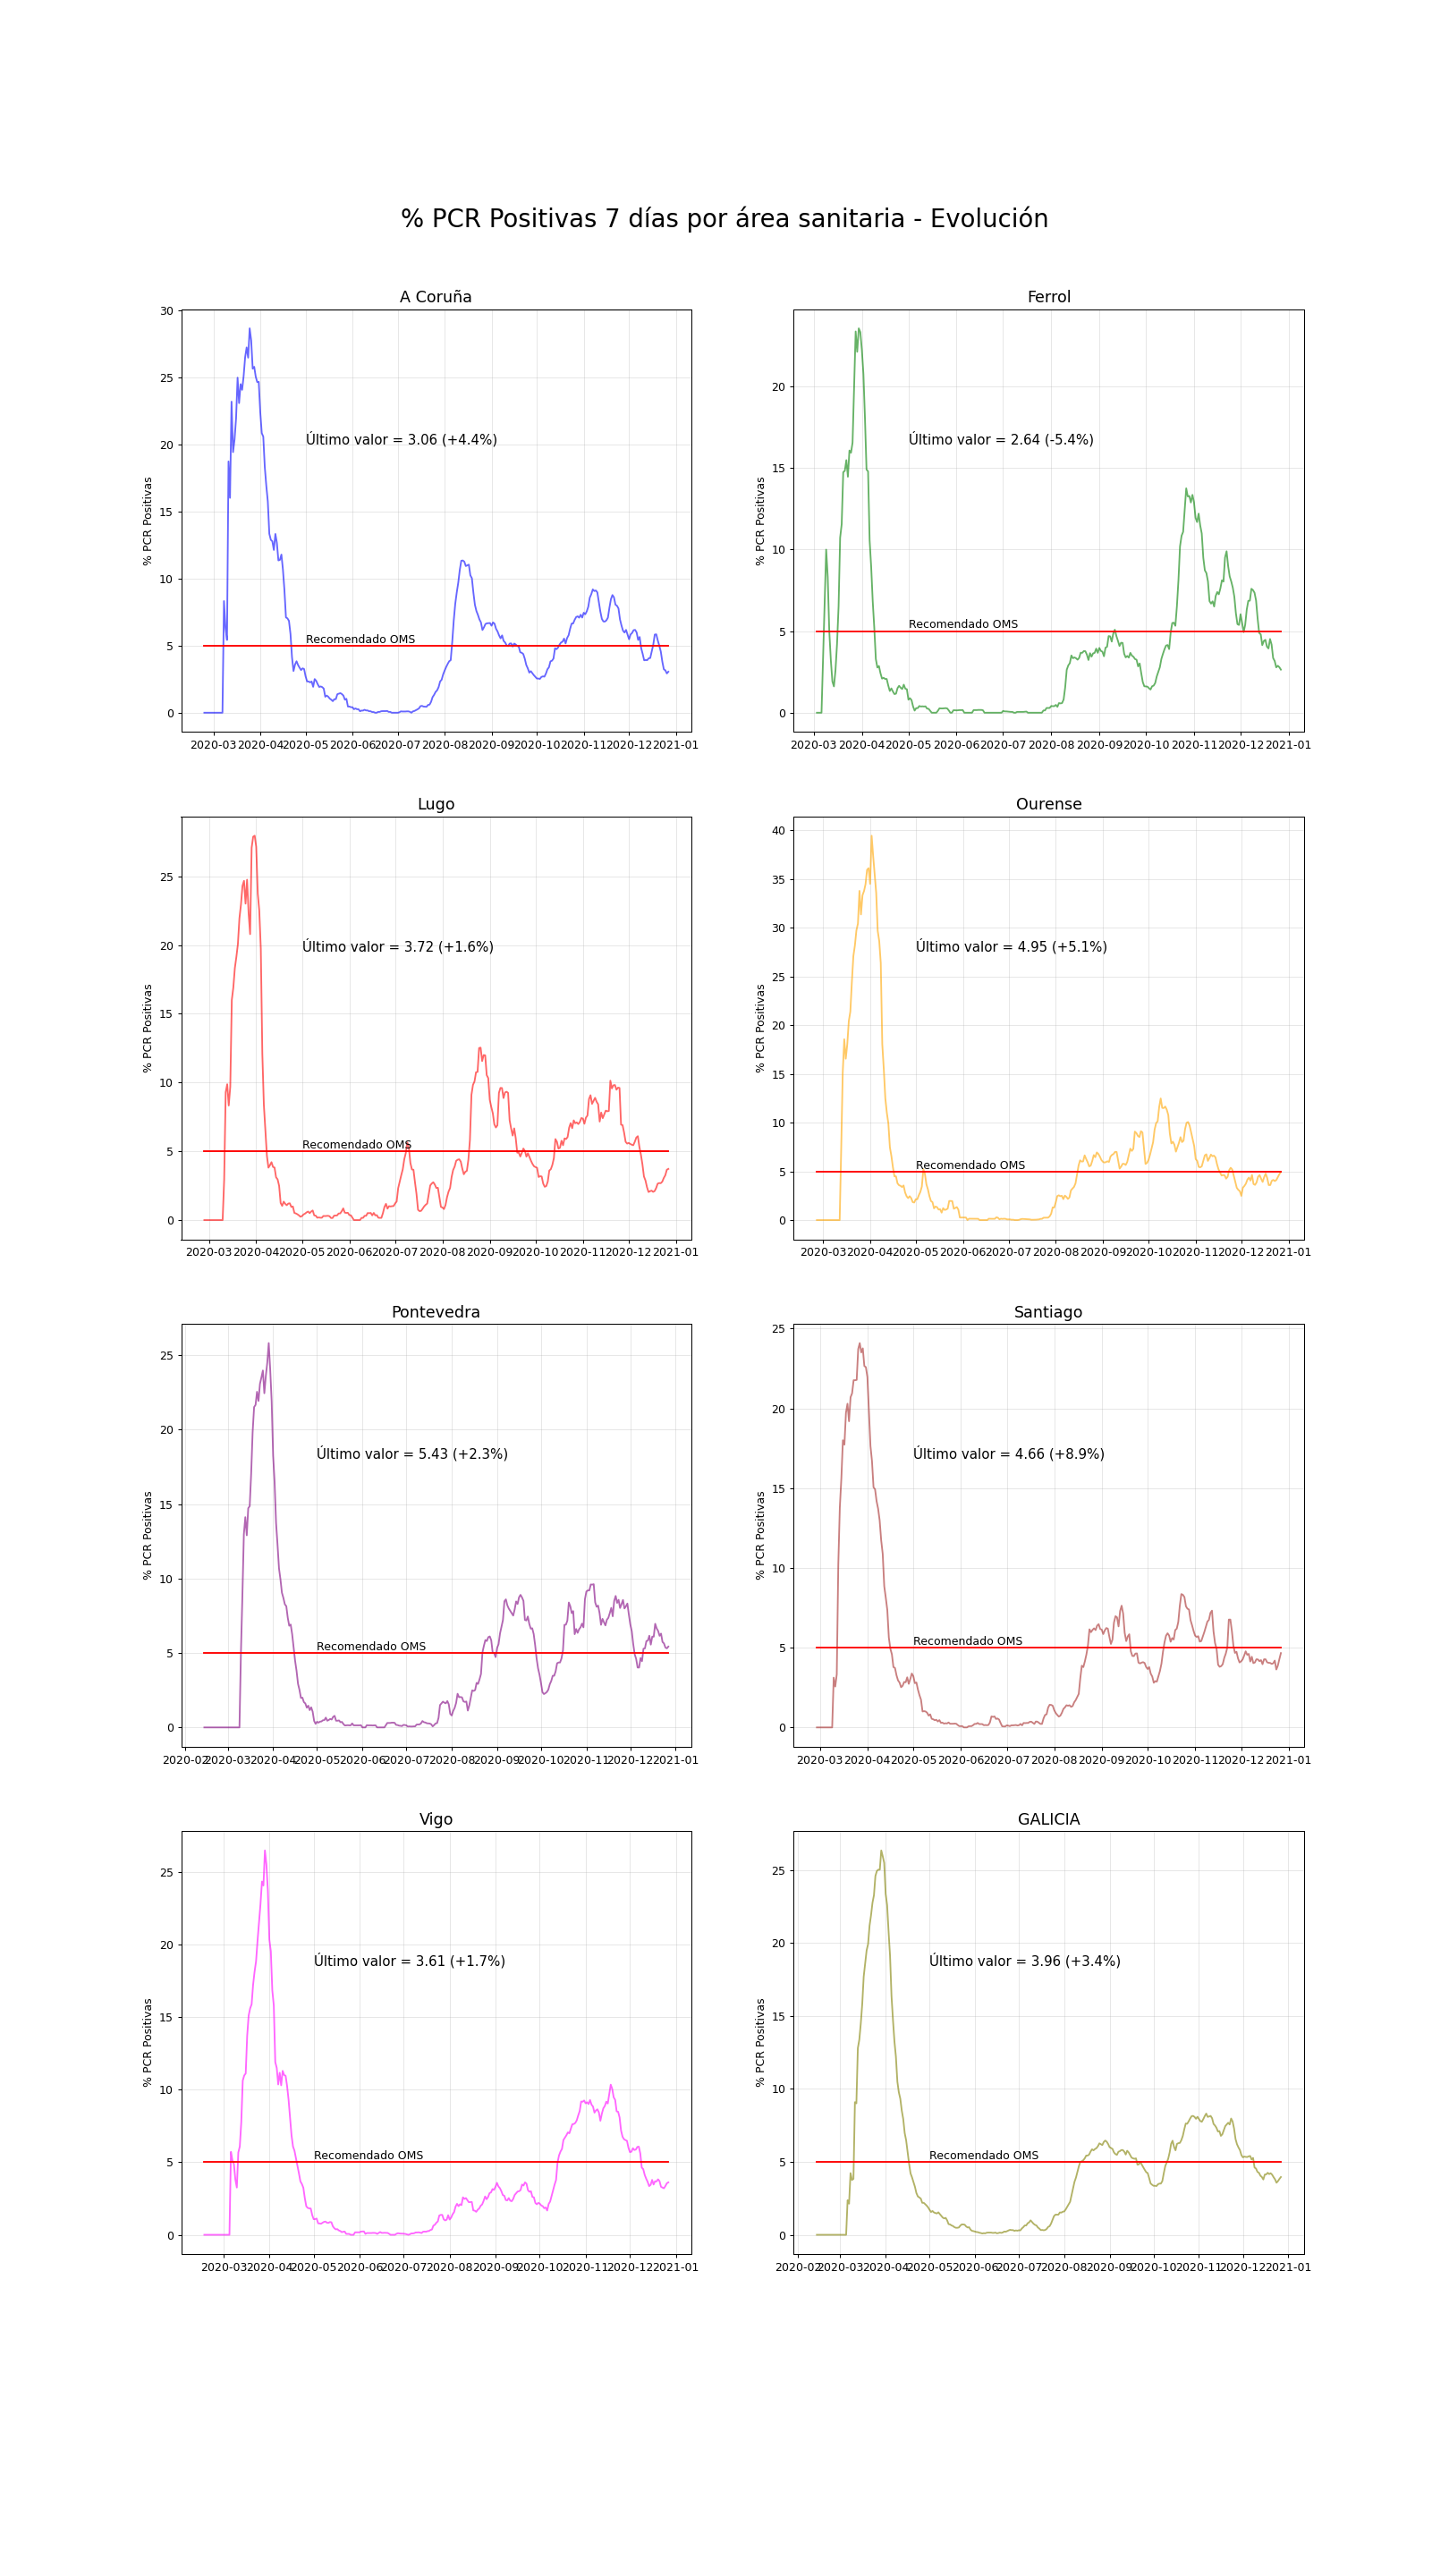 % PCR Positivas 7 días por área sanitaria - Evolución
A Coruña
30
25
20
15
10
5
0
% PCR Positivas
Último valor = 3.06 (+4.4%)
Recomendado OMS
2020-03 2020-04 2020-05 2020-06 2020-07 2020-08 2020-09 2020-10 2020-11 2020-12 2021-01
Ferrol
20
15
10
5
0
% PCR Positivas
Último valor = 2.64 (-5.4%)
Recomendado OMS
2020-03 2020-04 2020-05 2020-06 2020-07 2020-08 2020-09 2020-10 2020-11 2020-12 2021-01
Lugo
25
20
15
10
5
0
% PCR Positivas
Último valor = 3.72 (+1.6%)
Recomendado OMS
2020-03 2020-04 2020-05 2020-06 2020-07 2020-08 2020-09 2020-10 2020-11 2020-12 2021-01
Ourense
40
35
30
25
20
15
10
5
0
% PCR Positivas
Último valor = 4.95 (+5.1%)
Recomendado OMS
2020-03 2020-04 2020-05 2020-06 2020-07 2020-08 2020-09 2020-10 2020-11 2020-12 2021-01
Pontevedra
25
20
15
10
5
0
% PCR Positivas
Último valor = 5.43 (+2.3%)
Recomendado OMS
2020-02 2020-03 2020-04 2020-05 2020-06 2020-07 2020-08 2020-09 2020-10 2020-11 2020-12 2021-01
Santiago
25
20
15
10
5
0
% PCR Positivas
Último valor = 4.66 (+8.9%)
Recomendado OMS
2020-03 2020-04 2020-05 2020-06 2020-07 2020-08 2020-09 2020-10 2020-11 2020-12 2021-01
Vigo
25
20
15
10
5
0
% PCR Positivas
Último valor = 3.61 (+1.7%)
Recomendado OMS
2020-03 2020-04 2020-05 2020-06 2020-07 2020-08 2020-09 2020-10 2020-11 2020-12 2021-01
GALICIA
25
20
15
10
5
0
% PCR Positivas
Último valor = 3.96 (+3.4%)
Recomendado OMS
2020-02 2020-03 2020-04 2020-05 2020-06 2020-07 2020-08 2020-09 2020-10 2020-11 2020-12 2021-01